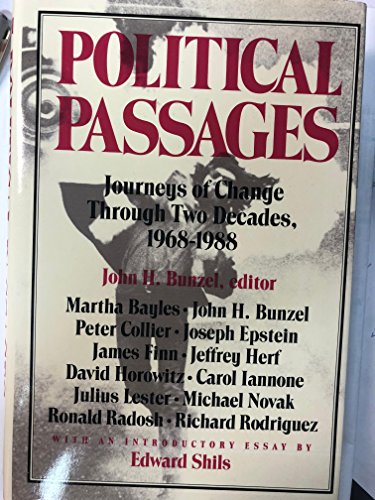 POLITICAL
PASSAGES
Journeys of Change
Through Two Decades,
1968-1988
John H. Bunzel, editor
Martha Bayles • John H. Bunzel
Peter Collier • Joseph Epstein
James Finn • Jeffrey Herf
David Horowitz • Carol Iannone
Julius Lester • Michael Novak
Ronald Radosh • Richard Rodriguez
WITH AN INTRODUCTORY ESSAY BY
Edward Shils